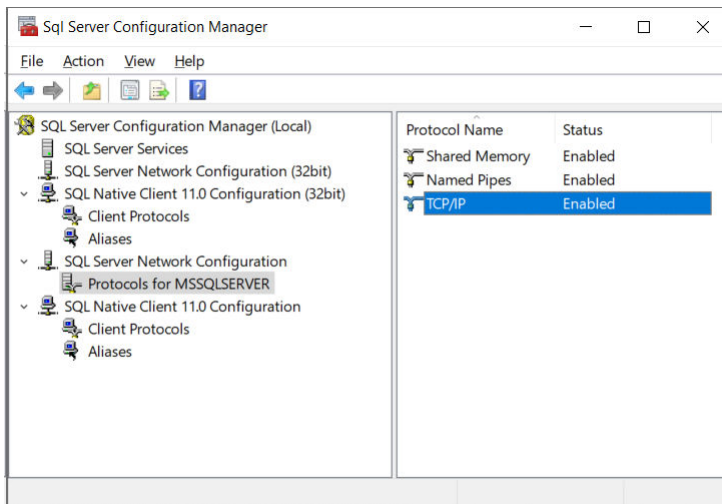 Sql Server Configuration Manager
File Action View Help
SQL Server Configuration Manager (Local)
SQL Server Services
SQL Server Network Configuration (32bit)
SQL Native Client 11.0 Configuration (32bit)
Client Protocols
Aliases
SQL Server Network Configuration
Protocols for MSSQLSERVER
SQL Native Client 11.0 Configuration
Client Protocols
Aliases
Protocol Name Status
Shared Memory Enabled
Named Pipes Enabled
TCP/IP Enabled